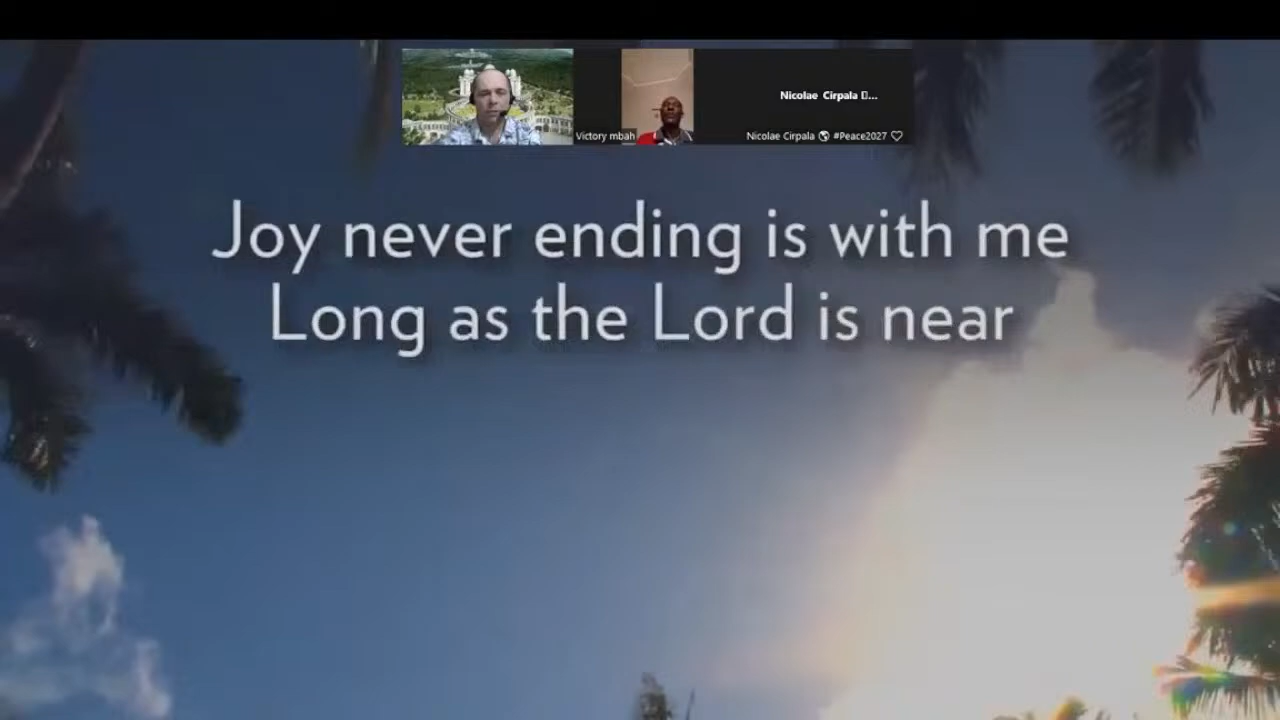 Nicolae Cirpala
Victory mbah
Nicolae Cirpala #Peace2027
Joy never ending is with me
Long as the Lord is near